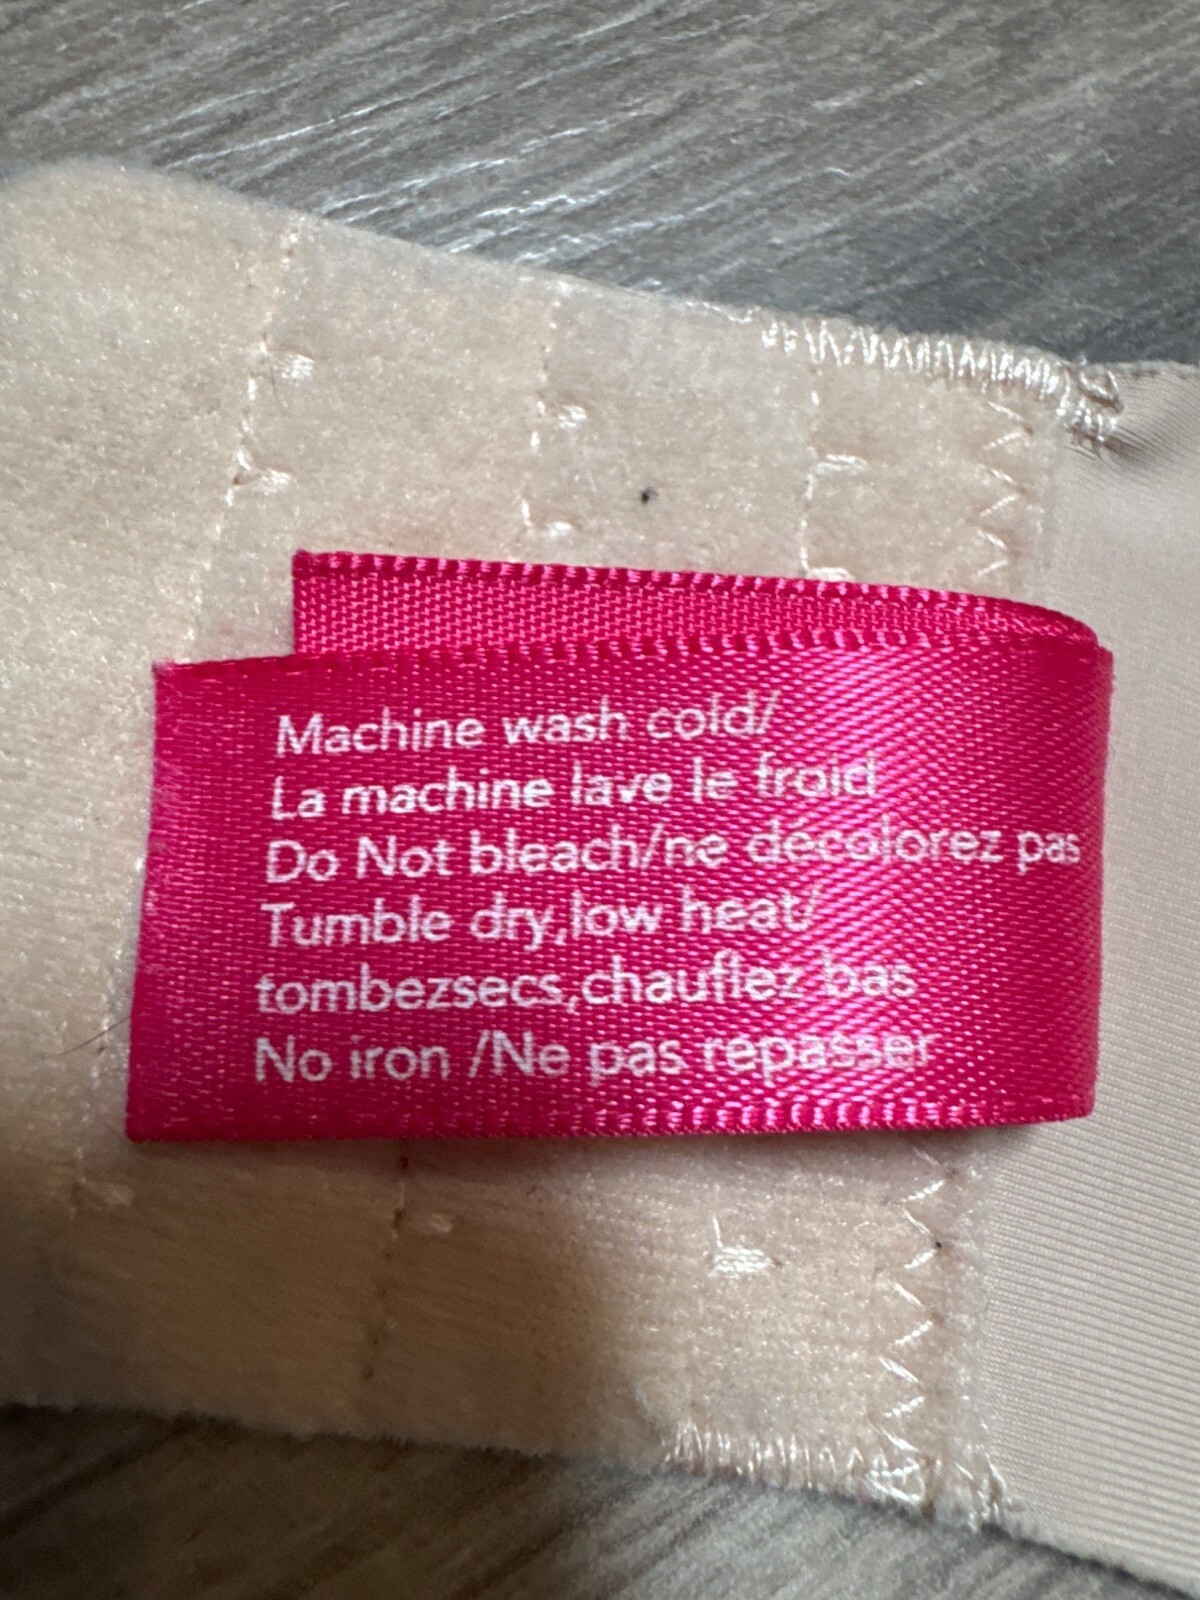 Machine wash cold/
La machine lave le froid
Do Not bleach/ne décolorez pas
Tumble dry,low heat/
tombezsecs,chauffez bas
No iron /Ne pas repasser